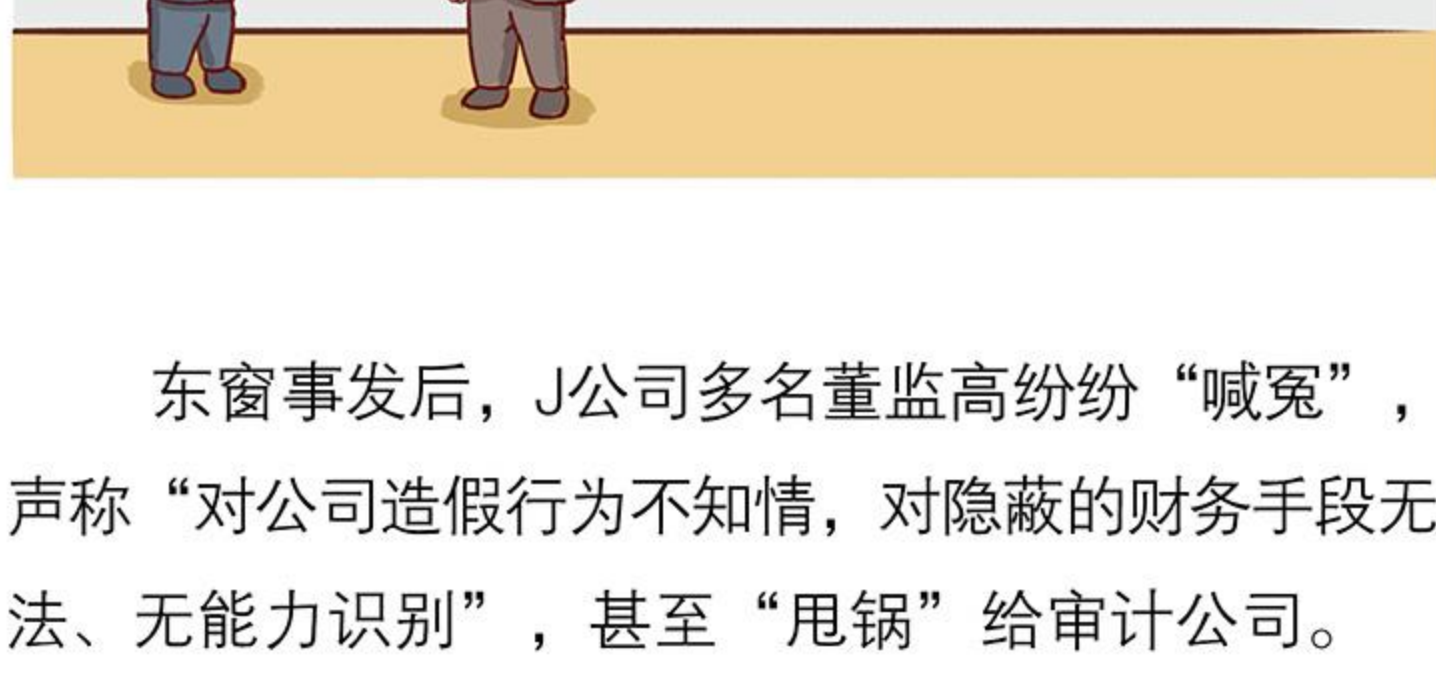 东窗事发后，J公司多名董监高纷纷“喊冤”，
声称“对公司造假行为不知情，对隐蔽的财务手段无
法、无能力识别”，甚至“甩锅”给审计公司。